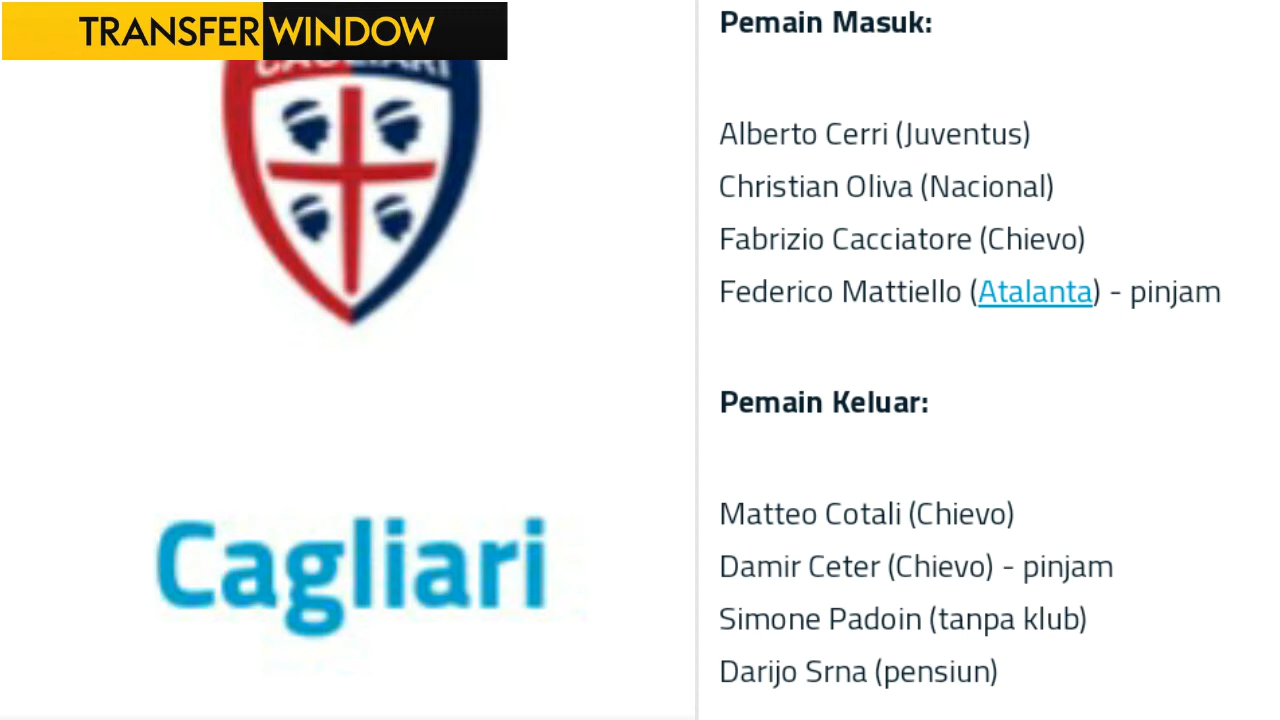 TRANSFER WINDOW
CAGLIARI
Cagliari
Pemain Masuk:
Alberto Cerri (Juventus)
Christian Oliva (Nacional)
Fabrizio Cacciatore (Chievo)
Federico Mattiello (Atalanta) - pinjam
Pemain Keluar:
Matteo Cotali (Chievo)
Damir Ceter (Chievo) - pinjam
Simone Padoin (tanpa klub)
Darijo Srna (pensiun)